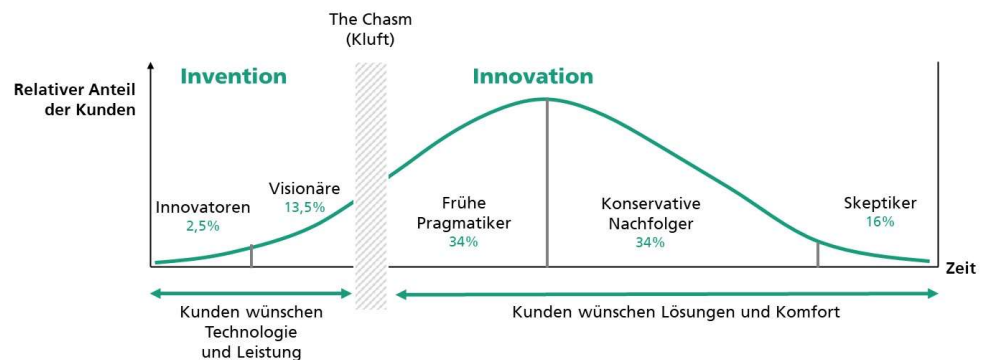 The Chasm
(Kluft)
Invention
Innovation
Relativer Anteil
der Kunden
Innovatoren
2,5%
Visionäre
13,5%
Frühe
Pragmatiker
34%
Konservative
Nachfolger
34%
Skeptiker
16%
Zeit
Kunden wünschen
Technologie
und Leistung
Kunden wünschen Lösungen und Komfort